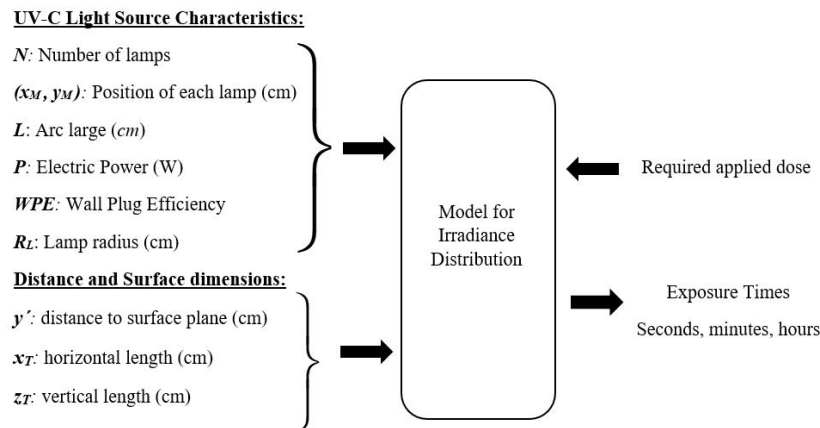 UV-C Light Source Characteristics:
N: Number of lamps
(xM, yM): Position of each lamp (cm)
L: Arc large (cm)
P: Electric Power (W)
WPE: Wall Plug Efficiency
RL: Lamp radius (cm)
Distance and Surface dimensions:
y´: distance to surface plane (cm)
xT: horizontal length (cm)
zT: vertical length (cm)
Model for
Irradiance
Distribution
Required applied dose
Exposure Times
Seconds, minutes, hours